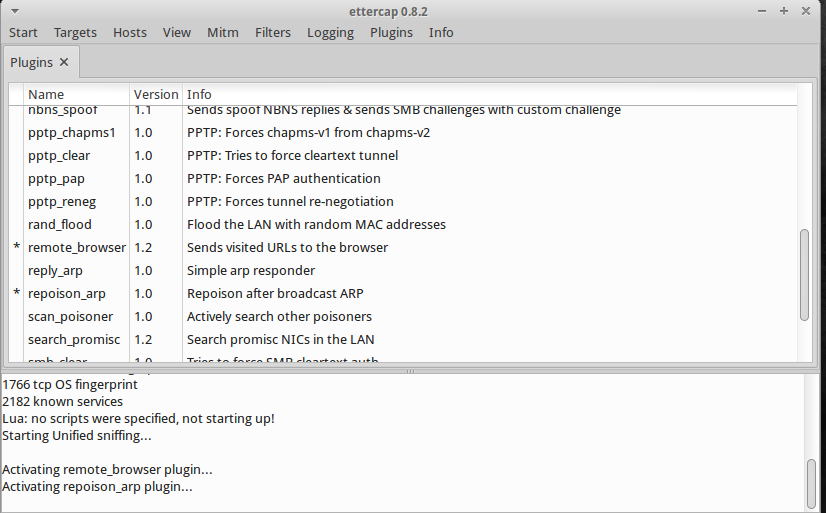 ettercap 0.8.2
Start Targets Hosts View Mitm Filters Logging Plugins Info
Plugins ✕
Name Version Info
nbns_spoof 1.1 Sends spoof NBNS replies & sends SMB challenges with custom challenge
pptp_chapms1 1.0 PPTP: Forces chapms-v1 from chapms-v2
pptp_clear 1.0 PPTP: Tries to force cleartext tunnel
pptp_pap 1.0 PPTP: Forces PAP authentication
pptp_reneg 1.0 PPTP: Forces tunnel re-negotiation
rand_flood 1.0 Flood the LAN with random MAC addresses
* remote_browser 1.2 Sends visited URLs to the browser
reply_arp 1.0 Simple arp responder
* repoison_arp 1.0 Repoison after broadcast ARP
scan_poisoner 1.0 Actively search other poisoners
search_promisc 1.2 Search promisc NICs in the LAN
smb_clear 1.0 Tries to force SMB cleartext auth
1766 tcp OS fingerprint
2182 known services
Lua: no scripts were specified, not starting up!
Starting Unified sniffing...
Activating remote_browser plugin...
Activating repoison_arp plugin...